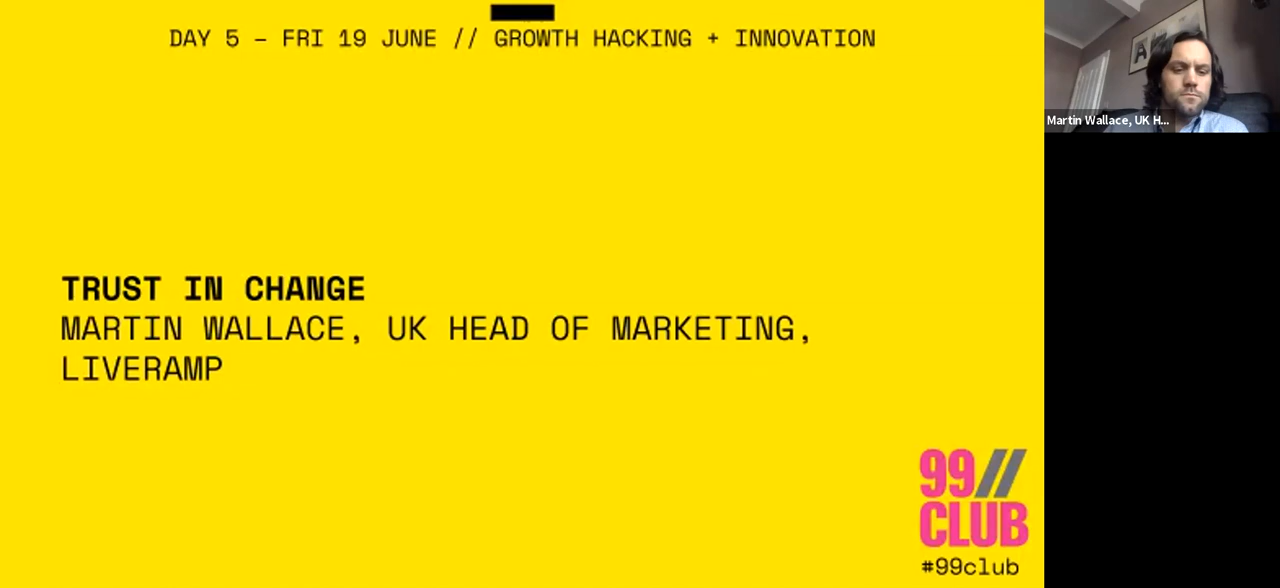 DAY 5 – FRI 19 JUNE // GROWTH HACKING + INNOVATION
Martin Wallace, UK H...
TRUST IN CHANGE
MARTIN WALLACE, UK HEAD OF MARKETING,
LIVERAMP
99//
CLUB
#99club